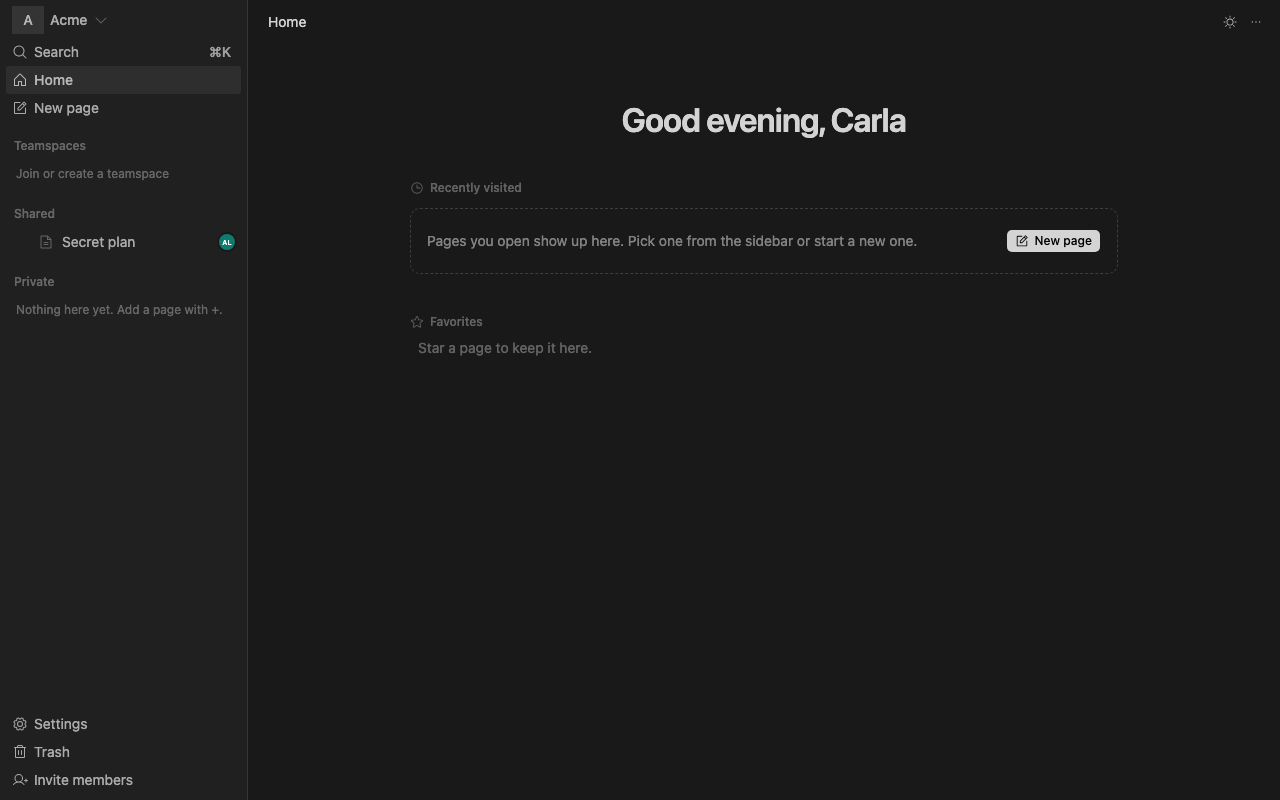 A Acme
Search ⌘K
Home
New page
Teamspaces
Join or create a teamspace
Shared
Secret plan AL
Private
Nothing here yet. Add a page with +.
Settings
Trash
Invite members
Home
Good evening, Carla
Recently visited
Pages you open show up here. Pick one from the sidebar or start a new one.
New page
Favorites
Star a page to keep it here.